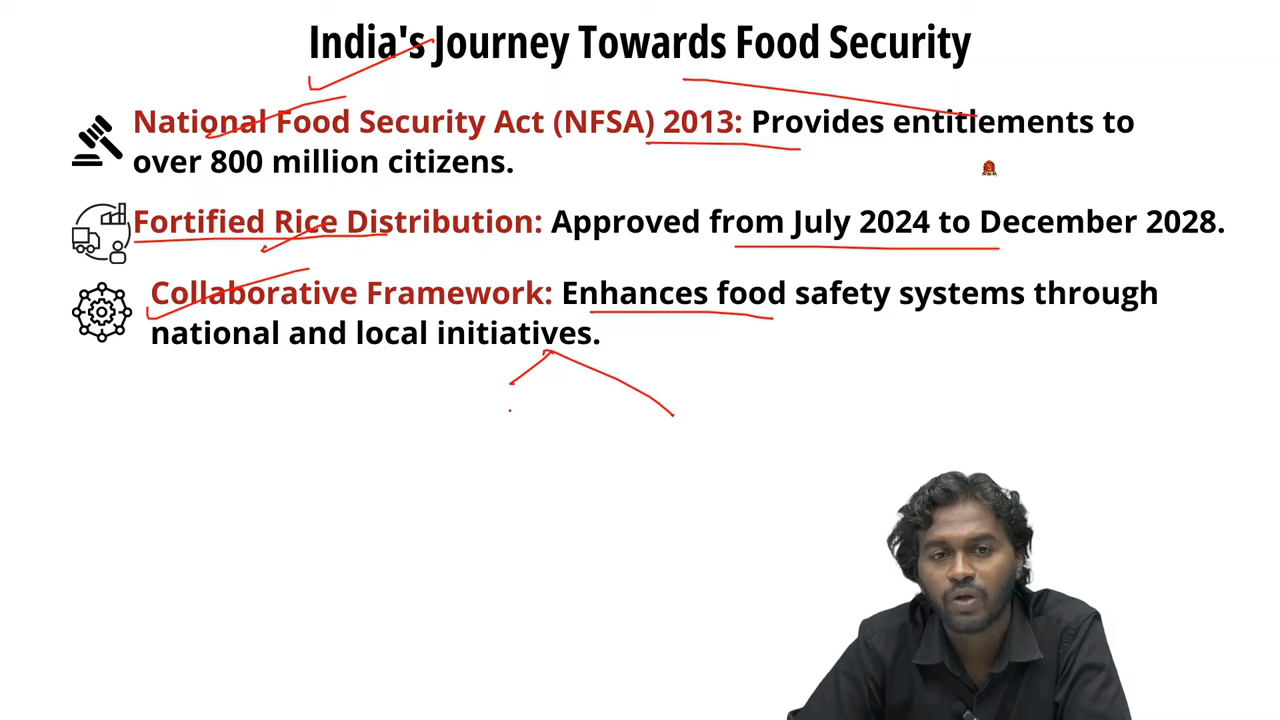 India's Journey Towards Food Security
National Food Security Act (NFSA) 2013: Provides entitlements to
over 800 million citizens.
Fortified Rice Distribution: Approved from July 2024 to December 2028.
Collaborative Framework: Enhances food safety systems through
national and local initiatives.